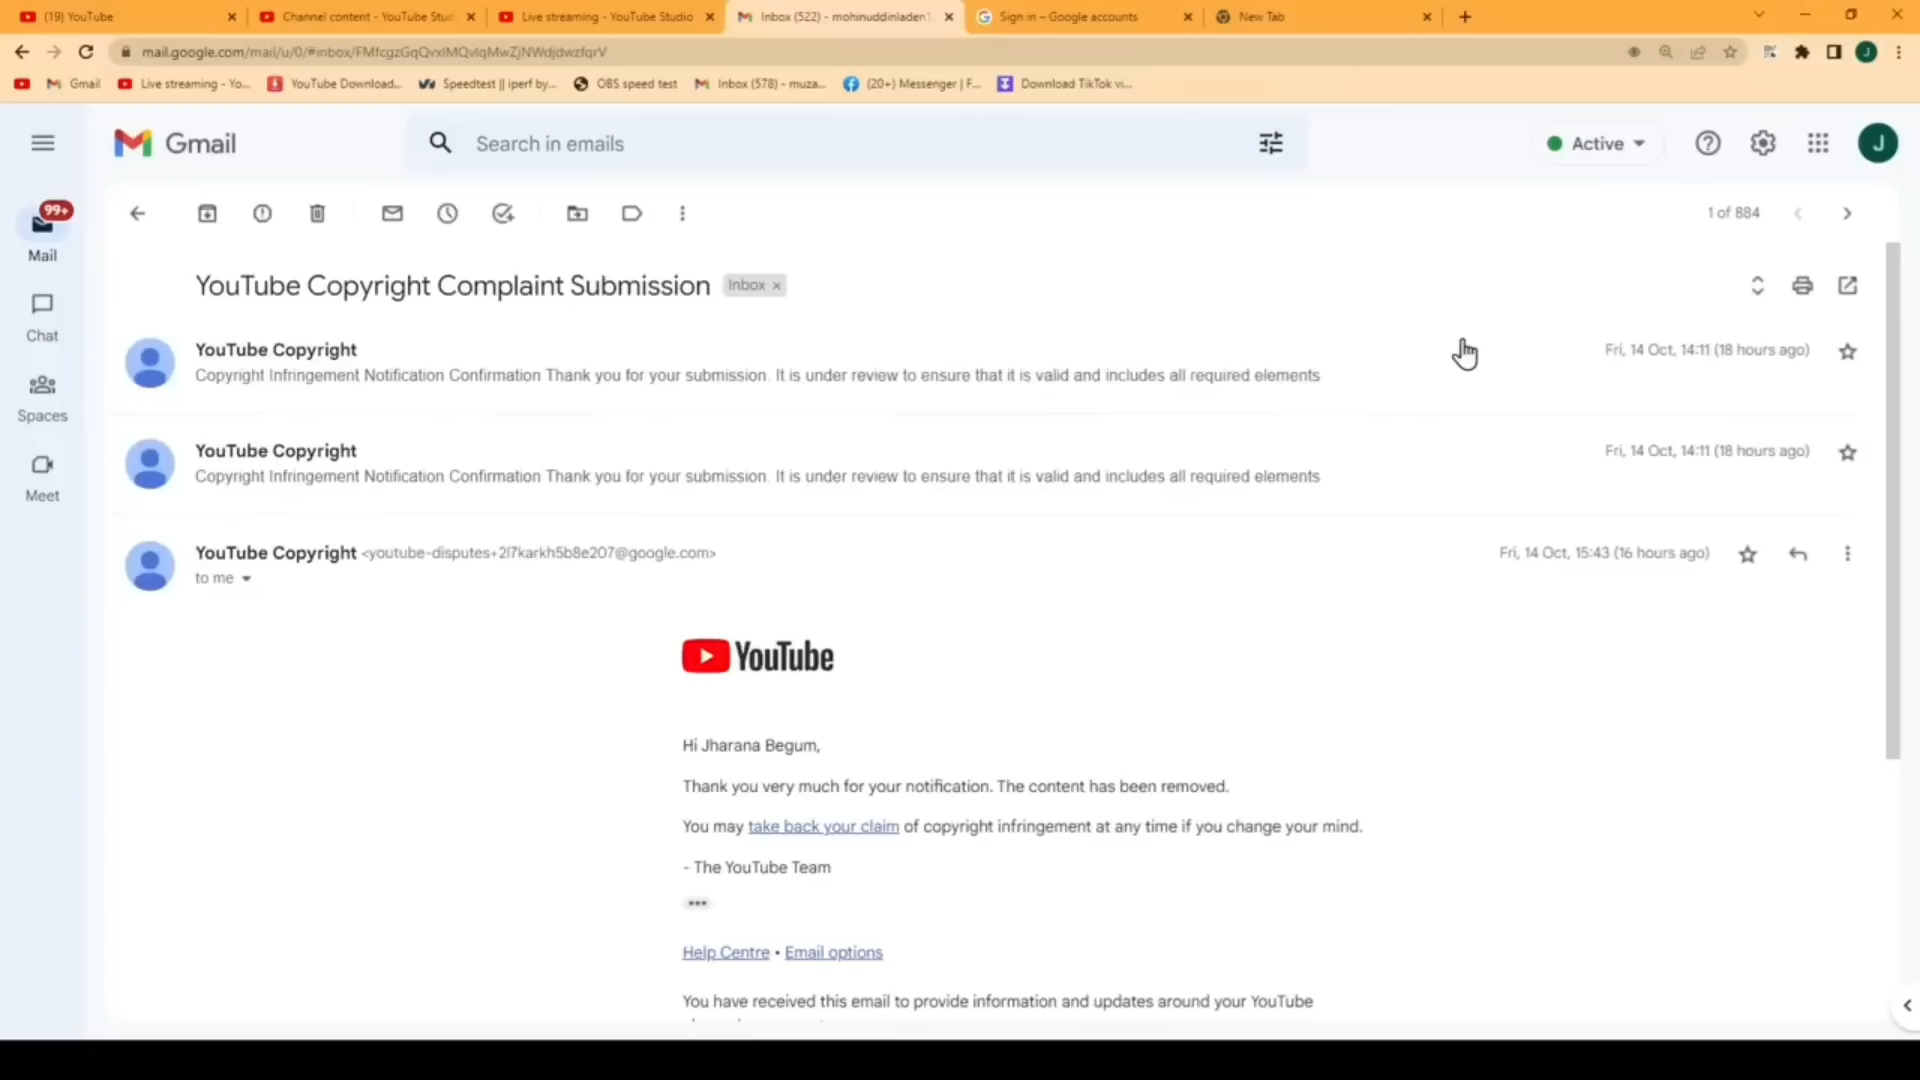 (19) YouTube
Channel content - YouTube Stud
Live streaming - YouTube Studio
Inbox (522) - mohinuddinladen1
Sign in – Google accounts
New Tab
mail.google.com/mail/u/0/#inbox/
Gmail
Live streaming - Yo...
YouTube Download...
Speedtest || iperf by...
OBS speed test
Inbox (578) - muza...
(20+) Messenger | F...
Download TikTok vi...
J
Gmail
Search in emails
Active
J
99+
Mail
Chat
Spaces
Meet
1 of 884
YouTube Copyright Complaint Submission
Inbox ×
YouTube Copyright
Fri, 14 Oct, 14:11 (18 hours ago)
Copyright Infringement Notification Confirmation Thank you for your submission. It is under review to ensure that it is valid and includes all required elements
YouTube Copyright
Fri, 14 Oct, 14:11 (18 hours ago)
Copyright Infringement Notification Confirmation Thank you for your submission. It is under review to ensure that it is valid and includes all required elements
YouTube Copyright <youtube-disputes+2l7karkh5b8e207@google.com>
Fri, 14 Oct, 15:43 (16 hours ago)
to me
YouTube
Hi Jharana Begum,
Thank you very much for your notification. The content has been removed.
You may take back your claim of copyright infringement at any time if you change your mind.
- The YouTube Team
Help Centre • Email options
You have received this email to provide information and updates around your YouTube